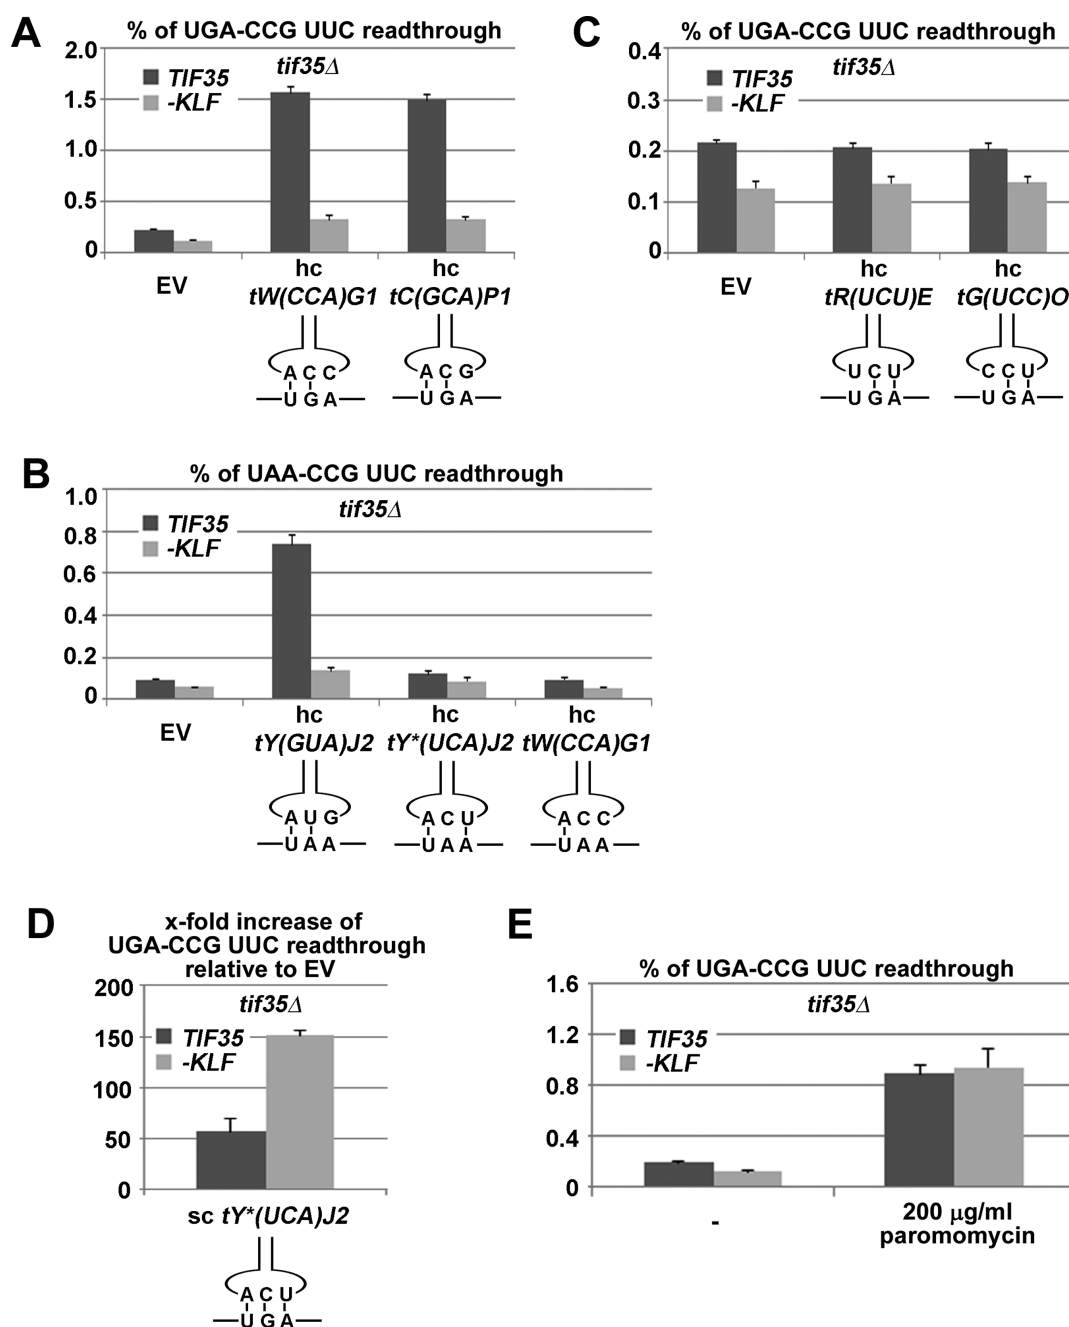 A
% of UGA-CCG UUC readthrough
2.0
tif35Δ
TIF35
-KLF
1.5
1.0
0.5
0
EV
hc
tW(CCA)G1
hc
tC(GCA)P1
A C C
U G A
A C G
U G A
C
% of UGA-CCG UUC readthrough
0.4
tif35Δ
TIF35
-KLF
0.3
0.2
0.1
0
EV
hc
tR(UCU)E
hc
tG(UCC)O
U C U
U G A
C C U
U G A
B
% of UAA-CCG UUC readthrough
1.0
tif35Δ
TIF35
-KLF
0.8
0.6
0.4
0.2
0
EV
hc
tY(GUA)J2
hc
tY*(UCA)J2
hc
tW(CCA)G1
A U G
U A A
A C U
U A A
A C C
U A A
D
x-fold increase of
UGA-CCG UUC readthrough
relative to EV
200
tif35Δ
TIF35
-KLF
150
100
50
0
sc tY*(UCA)J2
A C U
U G A
E
% of UGA-CCG UUC readthrough
1.6
tif35Δ
TIF35
-KLF
1.2
0.8
0.4
0
-
200 µg/ml
paromomycin